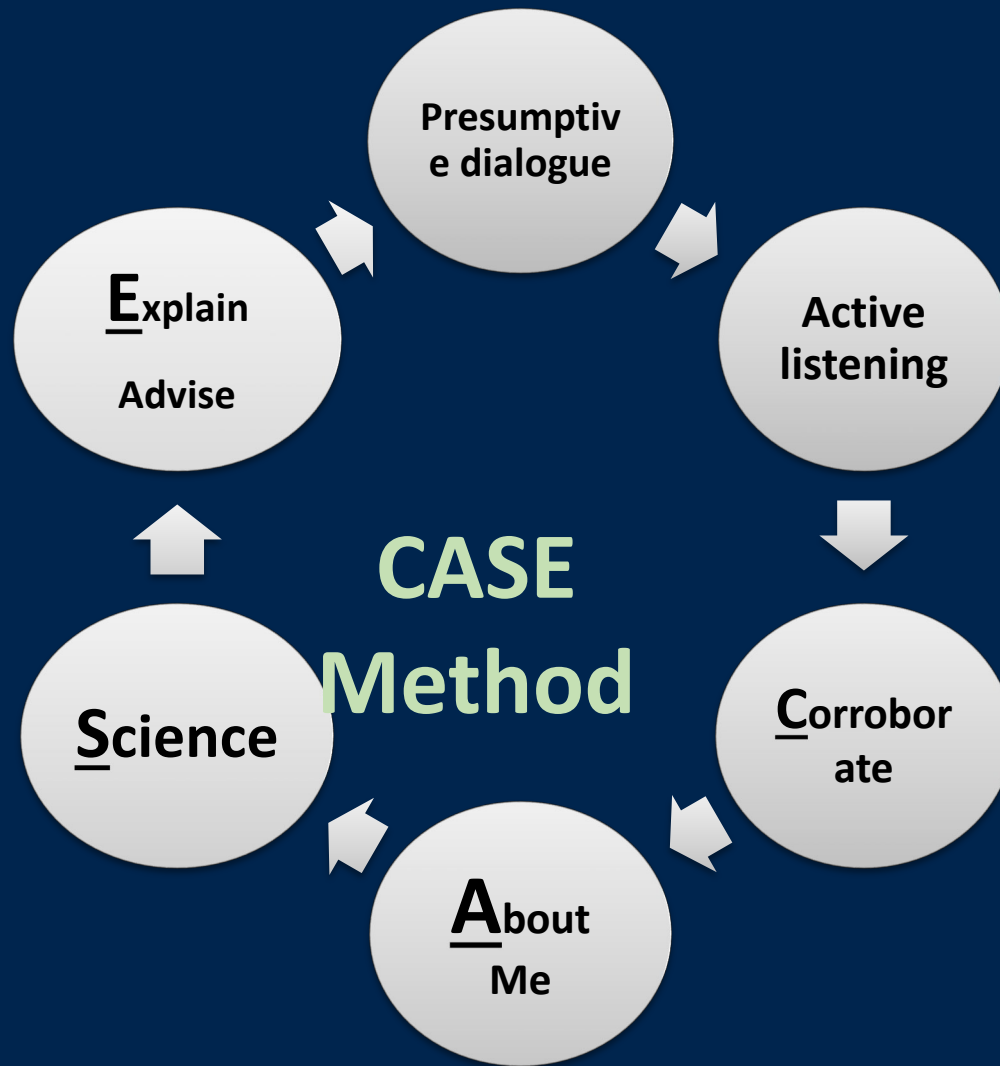 Presumptiv
e dialogue
Active
listening
Corrobor
ate
About
Me
Science
Explain
Advise
CASE
Method